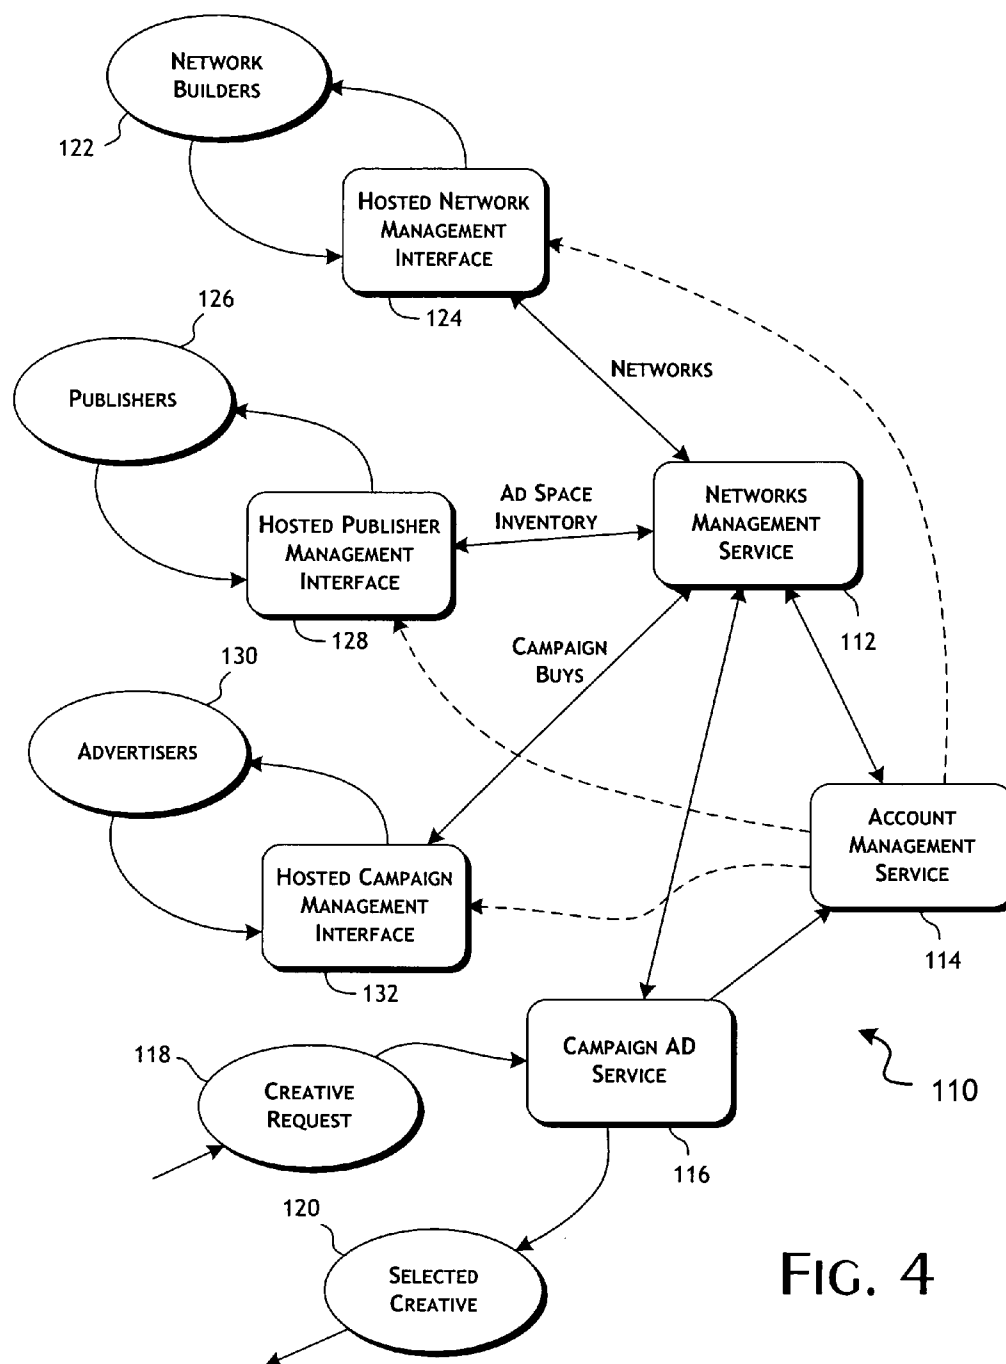 NETWORK
BUILDERS
122
HOSTED NETWORK
MANAGEMENT
INTERFACE
124
126
NETWORKS
PUBLISHERS
AD SPACE
INVENTORY
NETWORKS
MANAGEMENT
SERVICE
HOSTED PUBLISHER
MANAGEMENT
INTERFACE
128
112
CAMPAIGN
BUYS
130
ADVERTISERS
ACCOUNT
MANAGEMENT
SERVICE
HOSTED CAMPAIGN
MANAGEMENT
INTERFACE
114
132
118
CAMPAIGN AD
SERVICE
CREATIVE
REQUEST
110
116
120
SELECTED
CREATIVE
FIG. 4